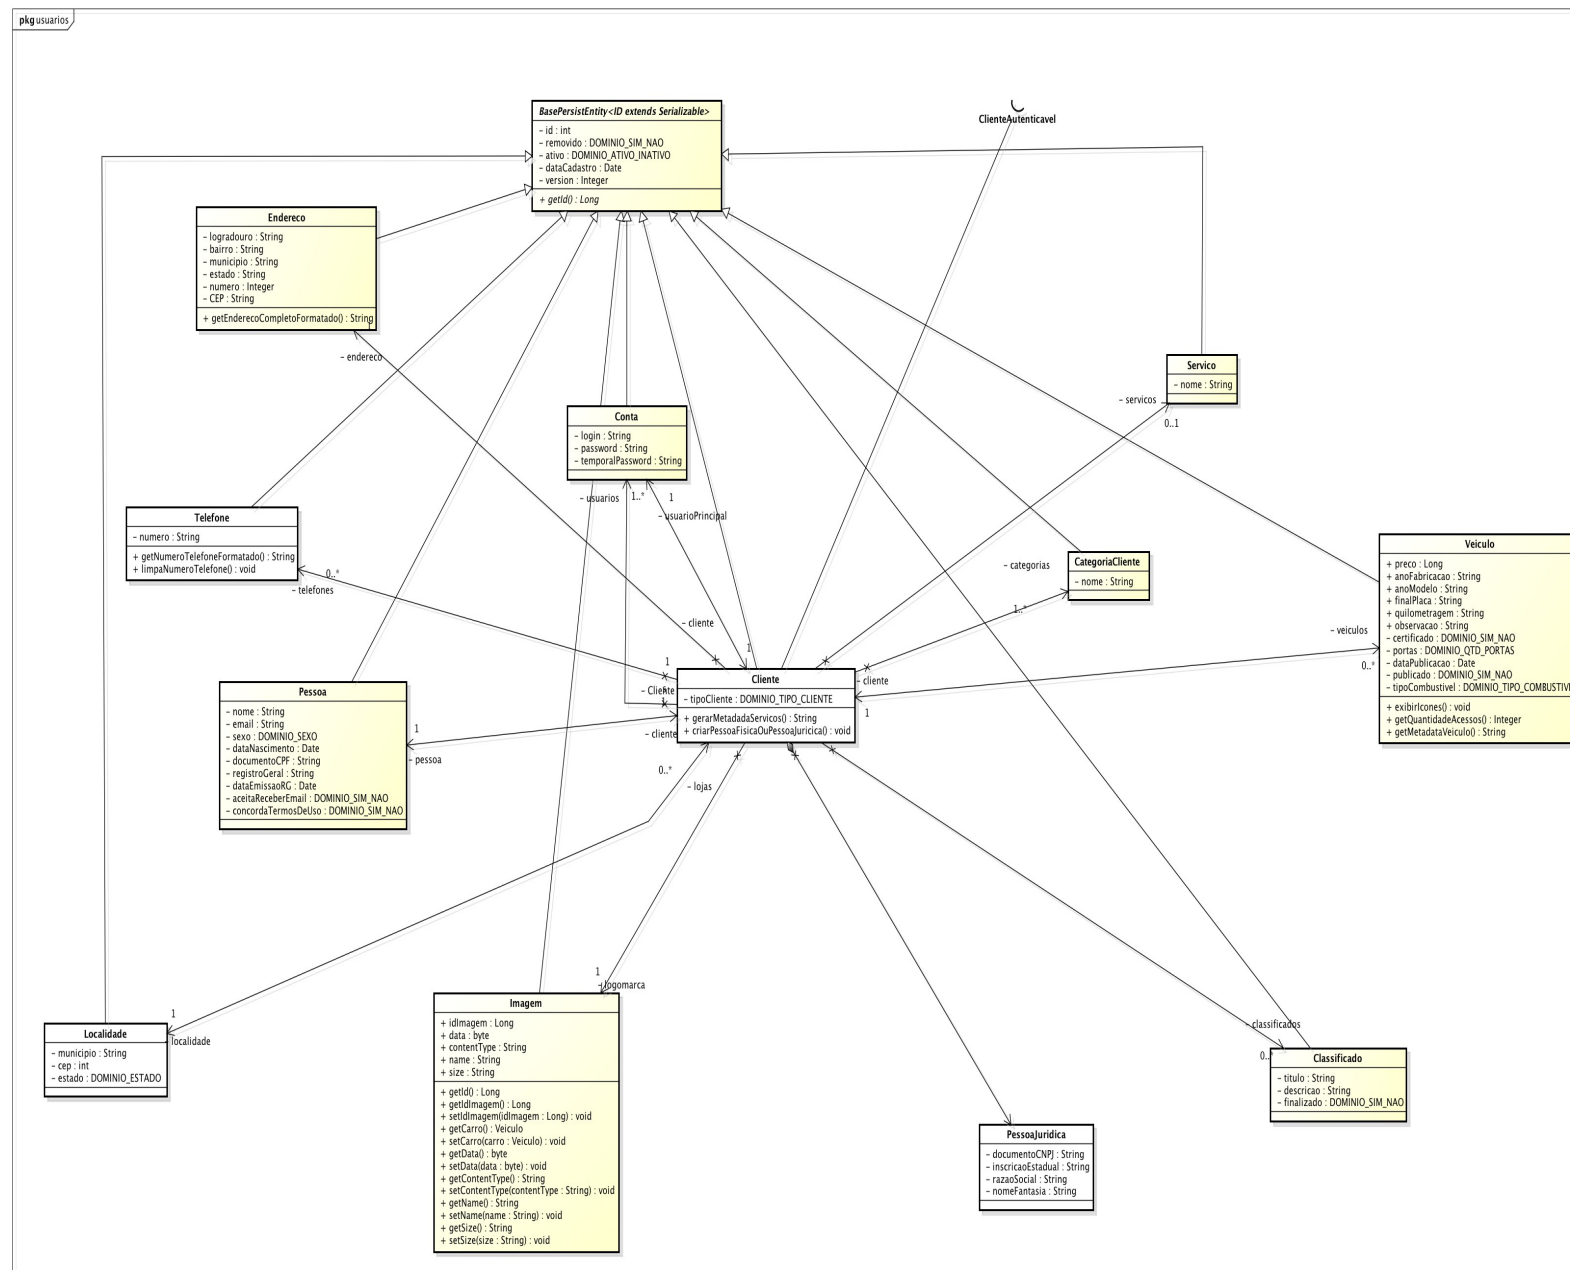 pkg usuarios
BasePersistEntity<ID extends Serializable>
– id : int
– removido : DOMINIO_SIM_NAO
– ativo : DOMINIO_ATIVO_INATIVO
– dataCadastro : Date
– version : Integer
+ getId() : Long
ClienteAutenticavel
Endereco
– logradouro : String
– bairro : String
– municipio : String
– estado : String
– numero : Integer
– CEP : String
+ getEnderecoCompletoFormatado() : String
1
– endereco
Servico
– nome : String
– servicos
0..1
Conta
– login : String
– password : String
– temporalPassword : String
– usuarios
1..*
1
– usuarioPrincipal
Telefone
– numero : String
+ getNumeroTelefoneFormatado() : String
+ limpaNumeroTelefone() : void
0..*
– telefones
CategoriaCliente
– nome : String
– categorias
1..*
Veiculo
+ preco : Long
+ anoFabricacao : String
+ anoModelo : String
+ finalPlaca : String
+ quilometragem : String
+ observacao : String
– certificado : DOMINIO_SIM_NAO
– portas : DOMINIO_QTD_PORTAS
– dataPublicacao : Date
– publicado : DOMINIO_SIM_NAO
– tipoCombustivel : DOMINIO_TIPO_COMBUSTIV
+ exibirIcones() : void
+ getQuantidadeAcessos() : Integer
+ getMetadataVeiculo() : String
– veiculos
0..*
– cliente
1
1
Cliente
– tipoCliente : DOMINIO_TIPO_CLIENTE
+ gerarMetadadaServicos() : String
+ criarPessoaFisicaOuPessoaJuricica() : void
– Cliente
1
– cliente
– cliente
1
Pessoa
– nome : String
– email : String
– sexo : DOMINIO_SEXO
– dataNascimento : Date
– documentoCPF : String
– registroGeral : String
– dataEmissaoRG : Date
– aceitaReceberEmail : DOMINIO_SIM_NAO
– concordaTermosDeUso : DOMINIO_SIM_NAO
1
– pessoa
0..*
– lojas
1
– logomarca
Imagem
+ idImagem : Long
+ data : byte
+ contentType : String
+ name : String
+ size : String
+ getId() : Long
+ getIdImagem() : Long
+ setIdImagem(idImagem : Long) : void
+ getCarro() : Veiculo
+ setCarro(carro : Veiculo) : void
+ getData() : byte
+ setData(data : byte) : void
+ getContentType() : String
+ setContentType(contentType : String) : void
+ getName() : String
+ setName(name : String) : void
+ getSize() : String
+ setSize(size : String) : void
1
– localidade
Localidade
– municipio : String
– cep : int
– estado : DOMINIO_ESTADO
– classificados
0..*
Classificado
– titulo : String
– descricao : String
– finalizado : DOMINIO_SIM_NAO
PessoaJuridica
– documentoCNPJ : String
– inscricaoEstadual : String
– razaoSocial : String
– nomeFantasia : String